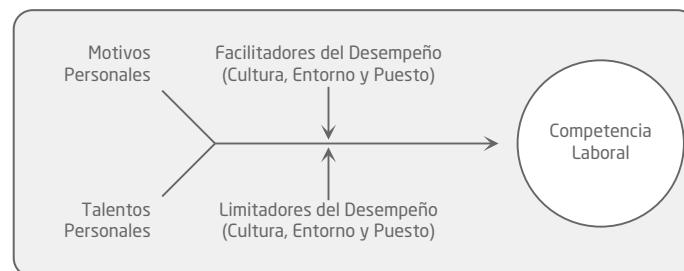 Motivos
Personales
Facilitadores del Desempeño
(Cultura, Entorno y Puesto)
Competencia
Laboral
Talentos
Personales
Limitadores del Desempeño
(Cultura, Entorno y Puesto)